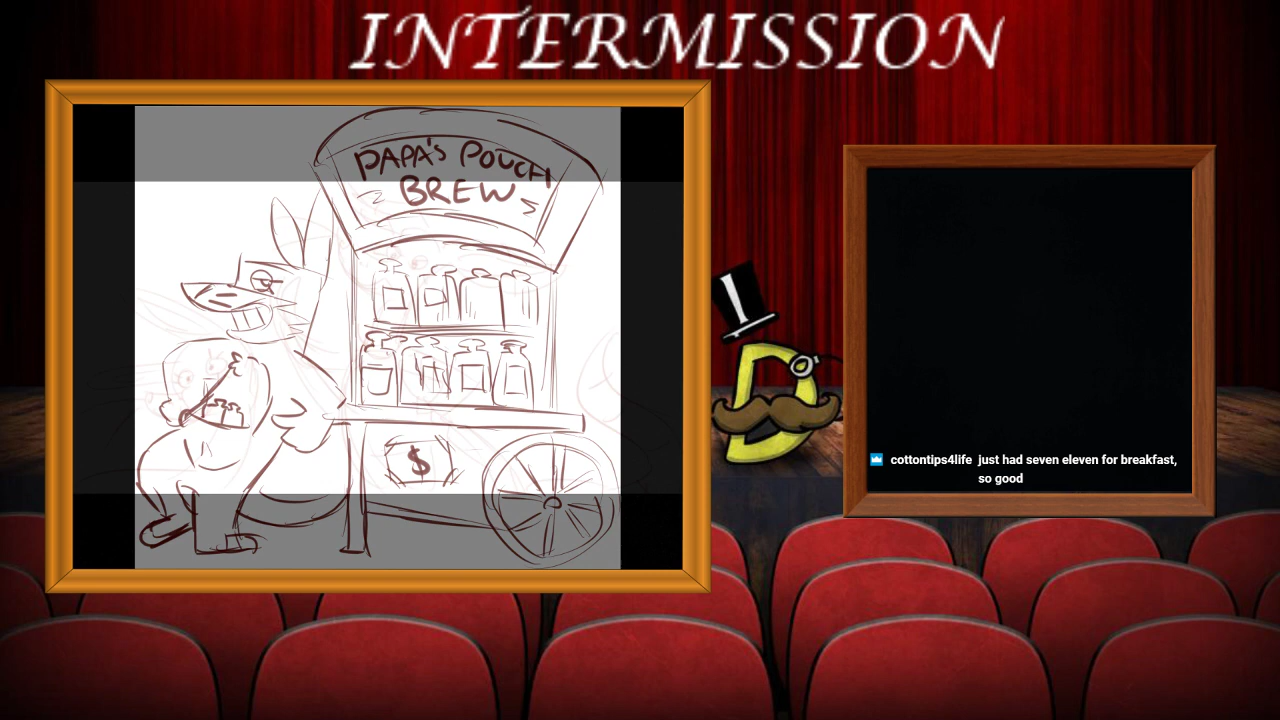 INTERMISSION
PAPA'S POUCH
BREW
$
cottontips4life just had seven eleven for breakfast,
so good